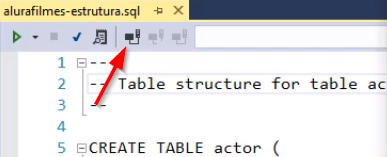 alurafilmes-estrutura.sql
1 --
2 -- Table structure for table ac
3 --
4
5 CREATE TABLE actor (